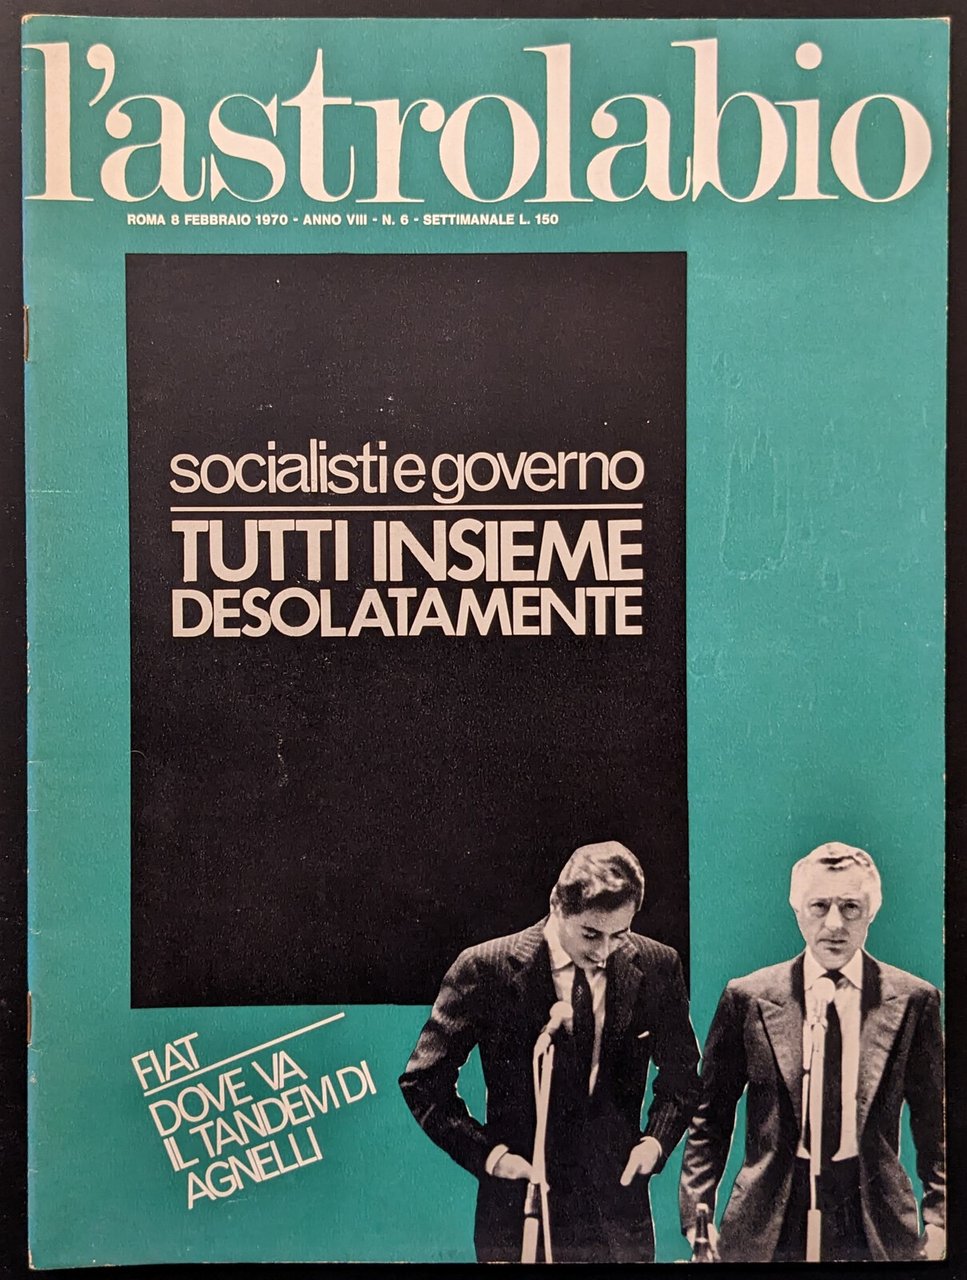 l'astrolabio
ROMA 8 FEBBRAIO 1970 - ANNO VIII - N. 6 - SETTIMANALE L. 150
socialisti e governo
TUTTI INSIEME
DESOLATAMENTE
FIAT
DOVE VA
IL TANDEM DI
AGNELLI